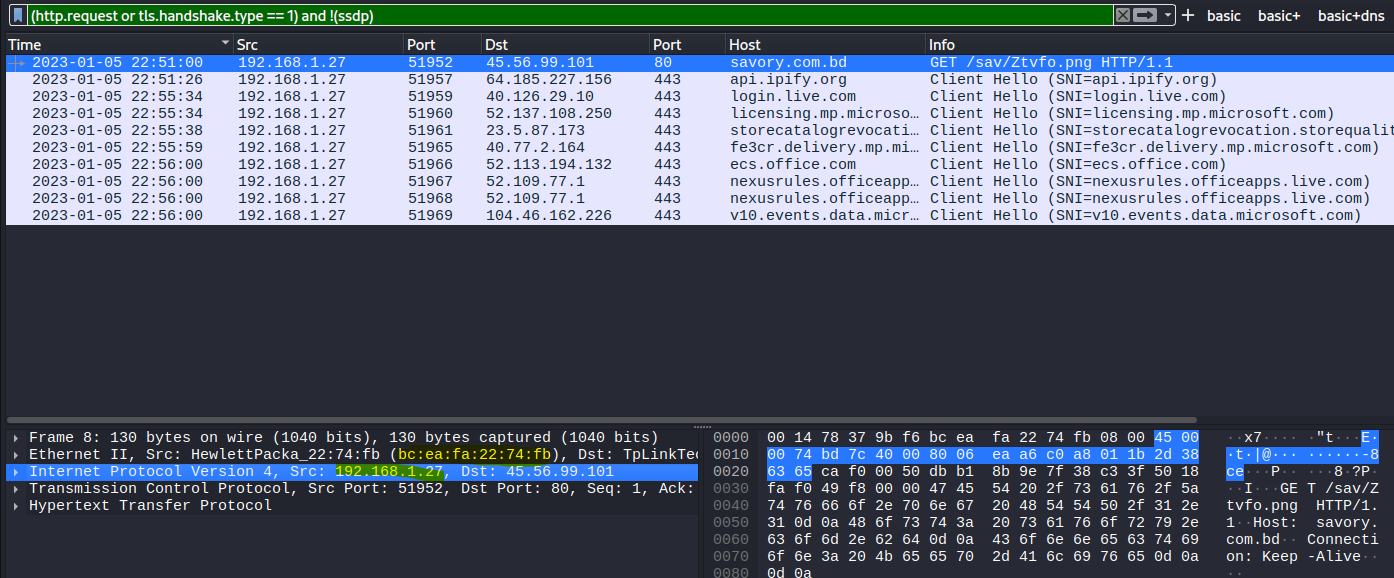 (http.request or tls.handshake.type == 1) and !(ssdp) basic basic+ basic+dns
Time Src Port Dst Port Host Info
2023-01-05 22:51:00 192.168.1.27 51952 45.56.99.101 80 savory.com.bd GET /sav/Ztvfo.png HTTP/1.1
2023-01-05 22:51:26 192.168.1.27 51957 64.185.227.156 443 api.ipify.org Client Hello (SNI=api.ipify.org)
2023-01-05 22:55:34 192.168.1.27 51959 40.126.29.10 443 login.live.com Client Hello (SNI=login.live.com)
2023-01-05 22:55:34 192.168.1.27 51960 52.137.108.250 443 licensing.mp.microso… Client Hello (SNI=licensing.mp.microsoft.com)
2023-01-05 22:55:38 192.168.1.27 51961 23.5.87.173 443 storecatalogrevocati… Client Hello (SNI=storecatalogrevocation.storequalit
2023-01-05 22:55:59 192.168.1.27 51965 40.77.2.164 443 fe3cr.delivery.mp.mi… Client Hello (SNI=fe3cr.delivery.mp.microsoft.com)
2023-01-05 22:56:00 192.168.1.27 51966 52.113.194.132 443 ecs.office.com Client Hello (SNI=ecs.office.com)
2023-01-05 22:56:00 192.168.1.27 51967 52.109.77.1 443 nexusrules.officeapp… Client Hello (SNI=nexusrules.officeapps.live.com)
2023-01-05 22:56:00 192.168.1.27 51968 52.109.77.1 443 nexusrules.officeapp… Client Hello (SNI=nexusrules.officeapps.live.com)
2023-01-05 22:56:00 192.168.1.27 51969 104.46.162.226 443 v10.events.data.micr… Client Hello (SNI=v10.events.data.microsoft.com)
Frame 8: 130 bytes on wire (1040 bits), 130 bytes captured (1040 bits)
Ethernet II, Src: HewlettPacka_22:74:fb (bc:ea:fa:22:74:fb), Dst: TpLinkTec
Internet Protocol Version 4, Src: 192.168.1.27, Dst: 45.56.99.101
Transmission Control Protocol, Src Port: 51952, Dst Port: 80, Seq: 1, Ack:
Hypertext Transfer Protocol
0000 00 14 78 37 9b f6 bc ea fa 22 74 fb 08 00 45 00 ··x7···· ·"t···E·
0010 00 74 bd 7c 40 00 80 06 ea a6 c0 a8 01 1b 2d 38 ·t·|@··· ······-8
0020 63 65 ca f0 00 50 db b1 8b 9e 7f 38 c3 3f 50 18 ce···P·· ···8·?P·
0030 fa f0 49 f8 00 00 47 45 54 20 2f 73 61 76 2f 5a ··I···GE T /sav/Z
0040 74 76 66 6f 2e 70 6e 67 20 48 54 54 50 2f 31 2e tvfo.png HTTP/1.
0050 31 0d 0a 48 6f 73 74 3a 20 73 61 76 6f 72 79 2e 1··Host: savory.
0060 63 6f 6d 2e 62 64 0d 0a 43 6f 6e 6e 65 63 74 69 com.bd·· Connecti
0070 6f 6e 3a 20 4b 65 65 70 2d 41 6c 69 76 65 0d 0a on: Keep -Alive··
0080 0d 0a ··